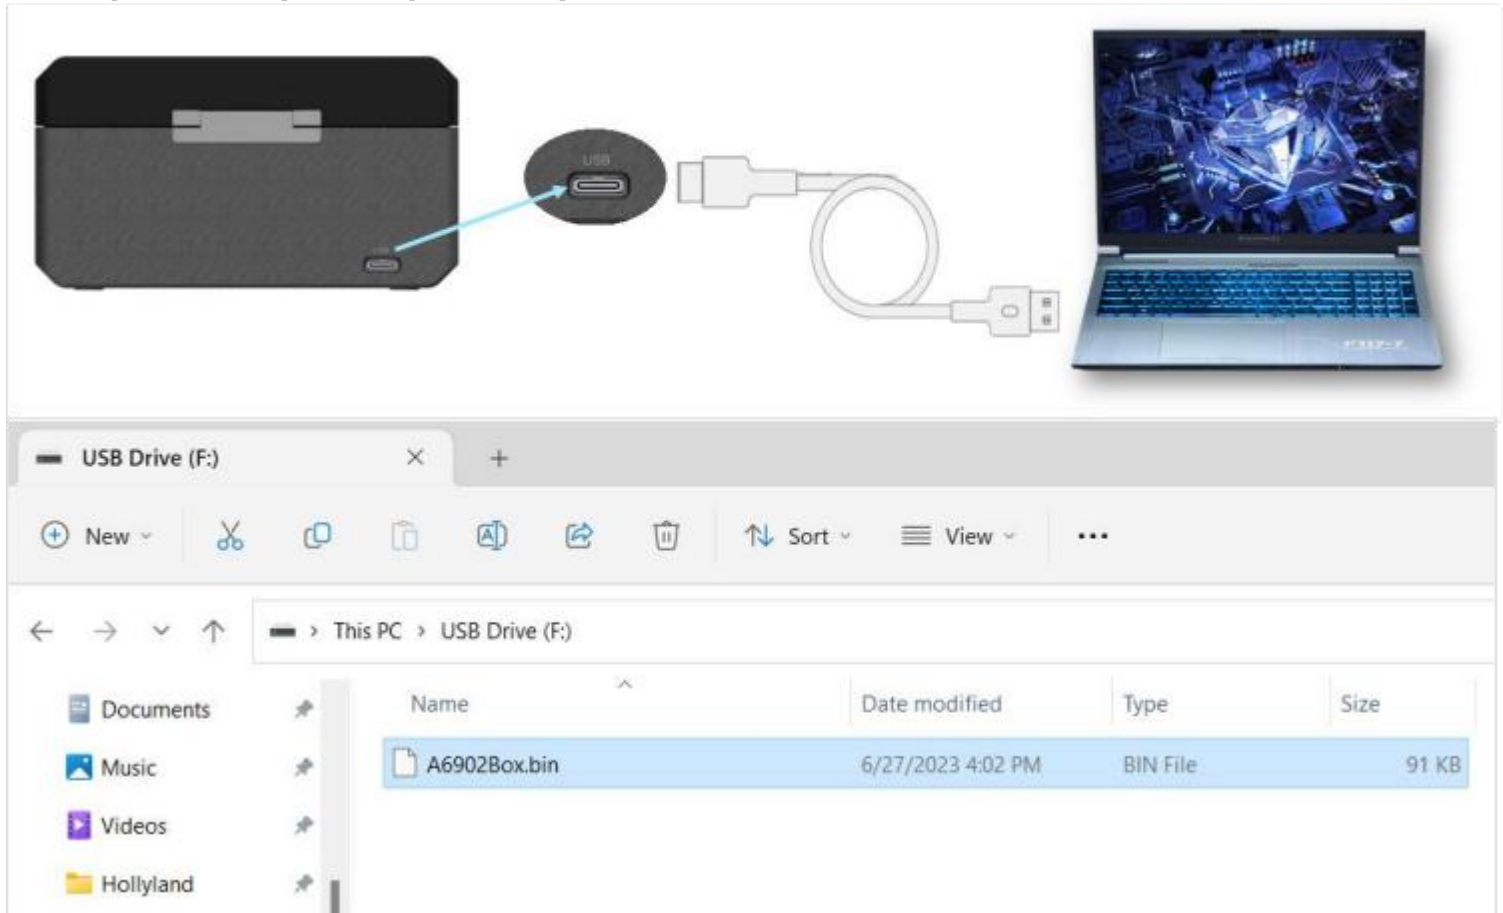 USB
USB Drive (F:)
New
Sort
View
This PC > USB Drive (F:)
Name Date modified Type Size
Documents
A6902Box.bin 6/27/2023 4:02 PM BIN File 91 KB
Music
Videos
Hollyland